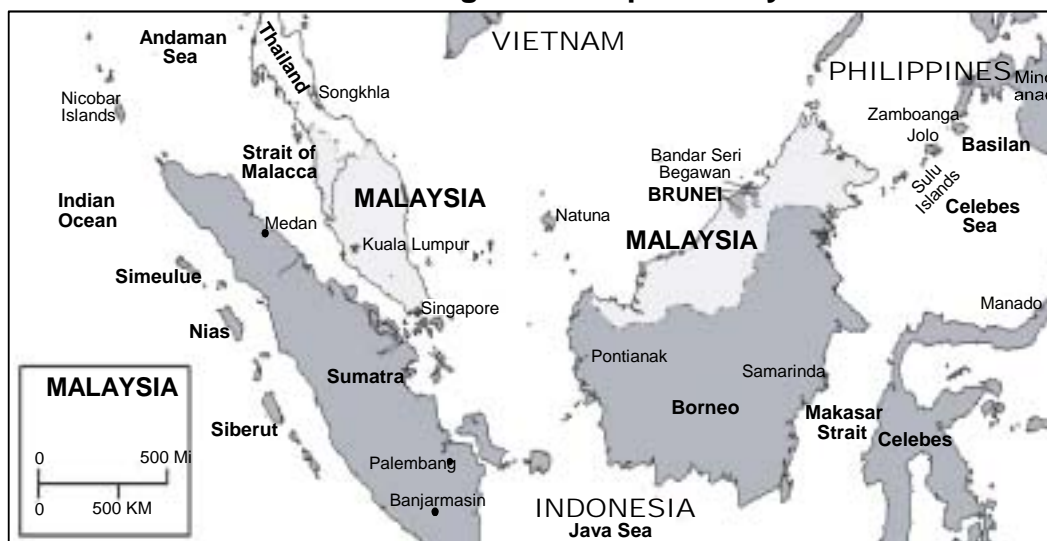 VIETNAM
Andaman
Sea
Thailand
PHILIPPINES
Songkhla
Nicobar
Islands
Zamboanga
Jolo
Basilan
Strait of
Malacca
Bandar Seri
Begawan
BRUNEI
Sulu
Islands
Indian
Ocean
MALAYSIA
Natuna
Celebes
Sea
Medan
Kuala Lumpur
MALAYSIA
Simeulue
Singapore
Manado
Nias
Pontianak
Samarinda
Sumatra
Borneo
MALAYSIA
Makasar
Strait
Celebes
Siberut
0
500 Mi
0
500 KM
Palembang
Banjarmasin
INDONESIA
Java Sea